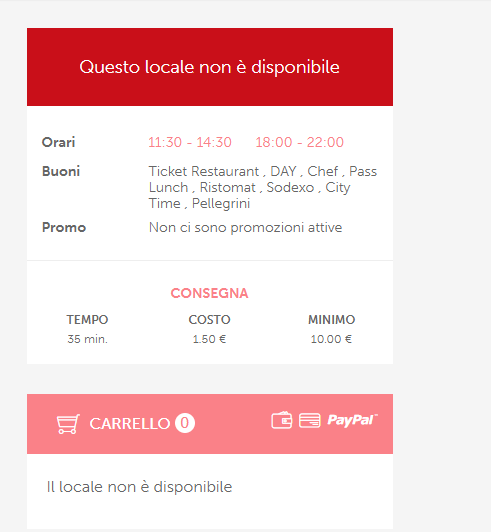 Questo locale non è disponibile
Orari 11:30 - 14:30 18:00 - 22:00
Buoni Ticket Restaurant , DAY , Chef , Pass
Lunch , Ristomat , Sodexo , City
Time , Pellegrini
Promo Non ci sono promozioni attive
CONSEGNA
TEMPO COSTO MINIMO
35 min. 1.50 € 10.00 €
CARRELLO 0 PayPal™
Il locale non è disponibile